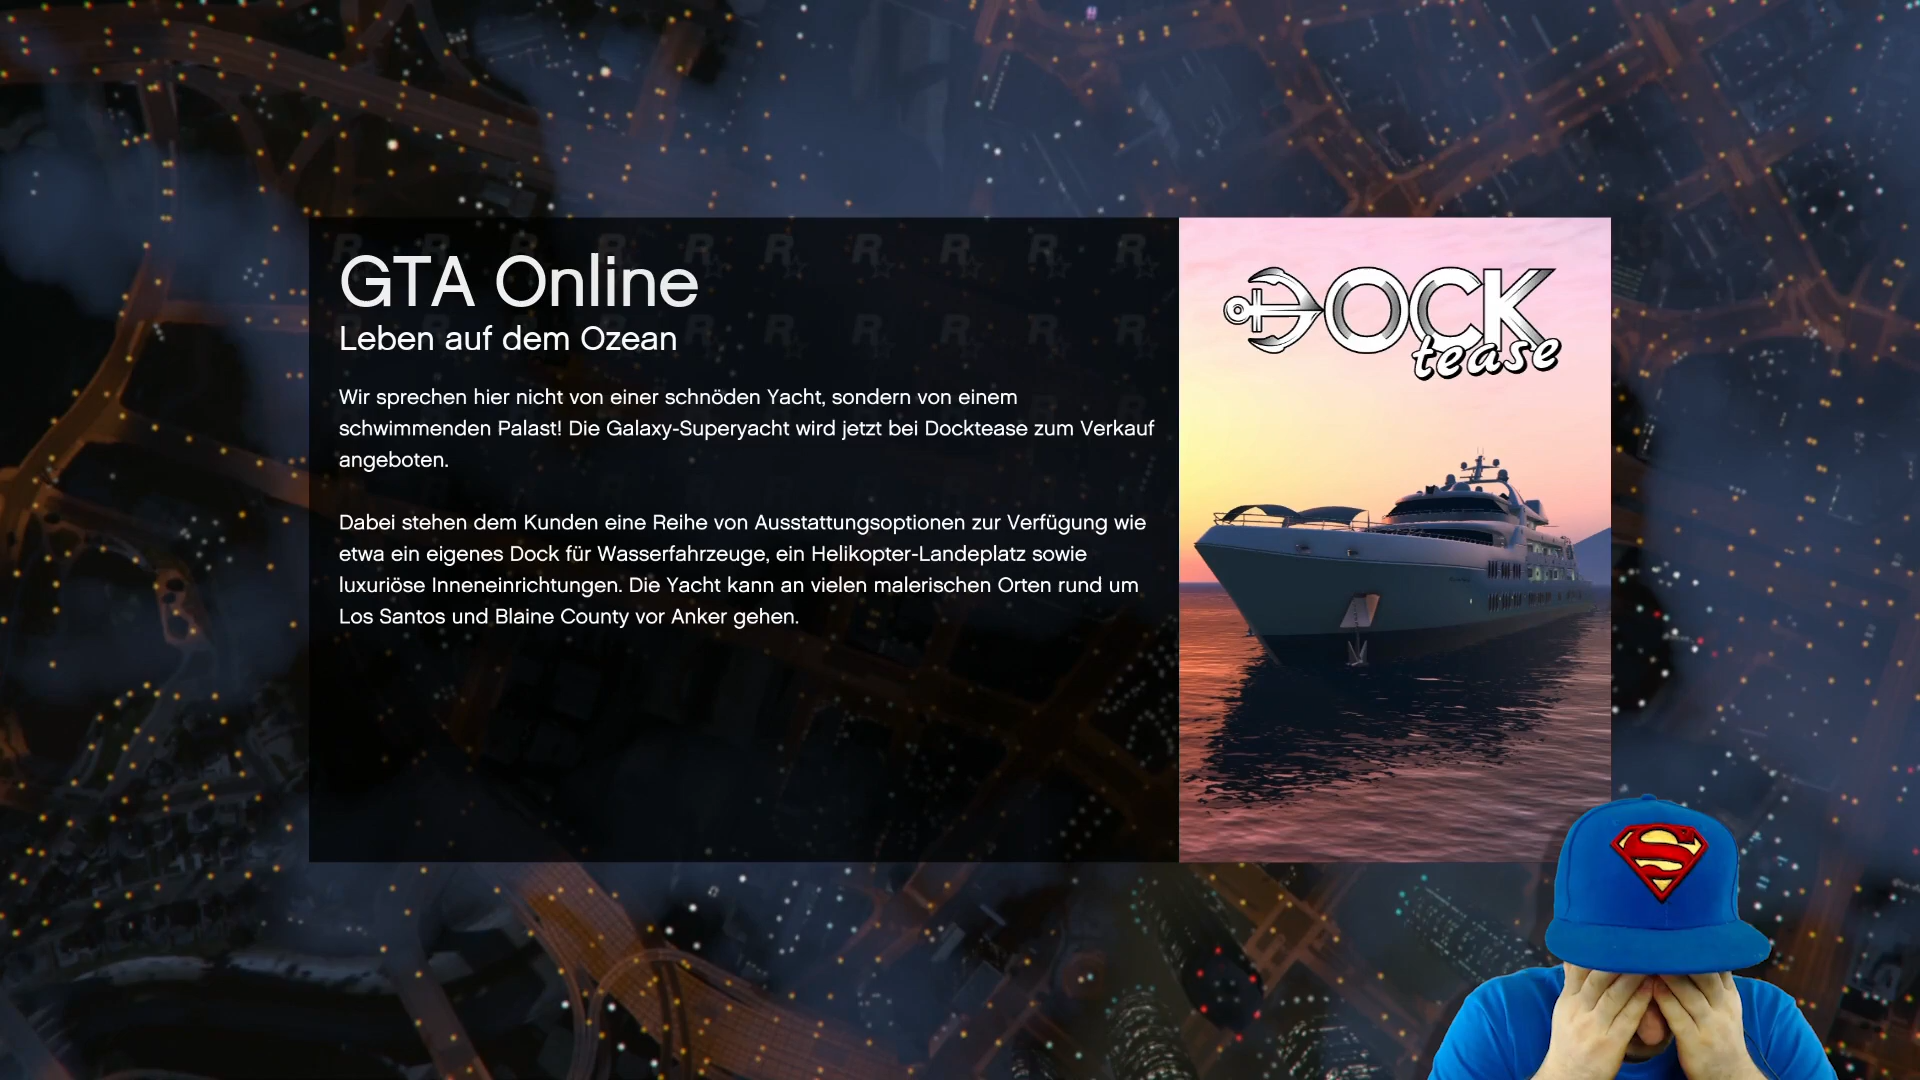 GTA Online
Leben auf dem Ozean
Wir sprechen hier nicht von einer schnöden Yacht, sondern von einem
schwimmenden Palast! Die Galaxy-Superyacht wird jetzt bei Docktease zum Verkauf
angeboten.
Dabei stehen dem Kunden eine Reihe von Ausstattungsoptionen zur Verfügung wie
etwa ein eigenes Dock für Wasserfahrzeuge, ein Helikopter-Landeplatz sowie
luxuriöse Inneneinrichtungen. Die Yacht kann an vielen malerischen Orten rund um
Los Santos und Blaine County vor Anker gehen.
DOCK
tease